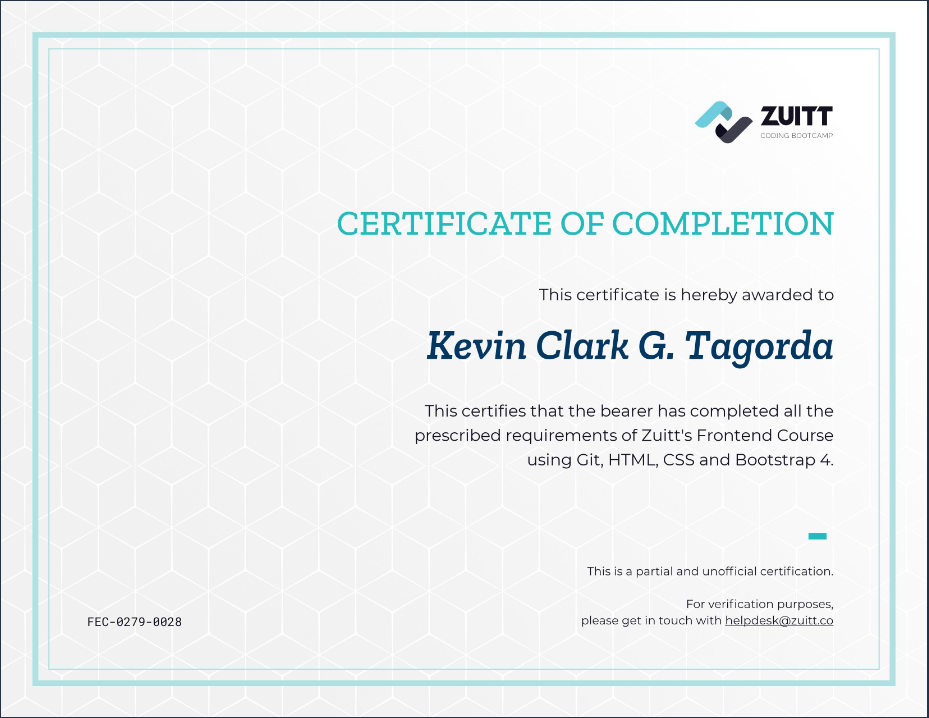 ZUITT
CODING BOOTCAMP
CERTIFICATE OF COMPLETION
This certificate is hereby awarded to
Kevin Clark G. Tagorda
This certifies that the bearer has completed all the
prescribed requirements of Zuitt's Frontend Course
using Git, HTML, CSS and Bootstrap 4.
This is a partial and unofficial certification.
For verification purposes,
please get in touch with helpdesk@zuitt.co
FEC-0279-0028